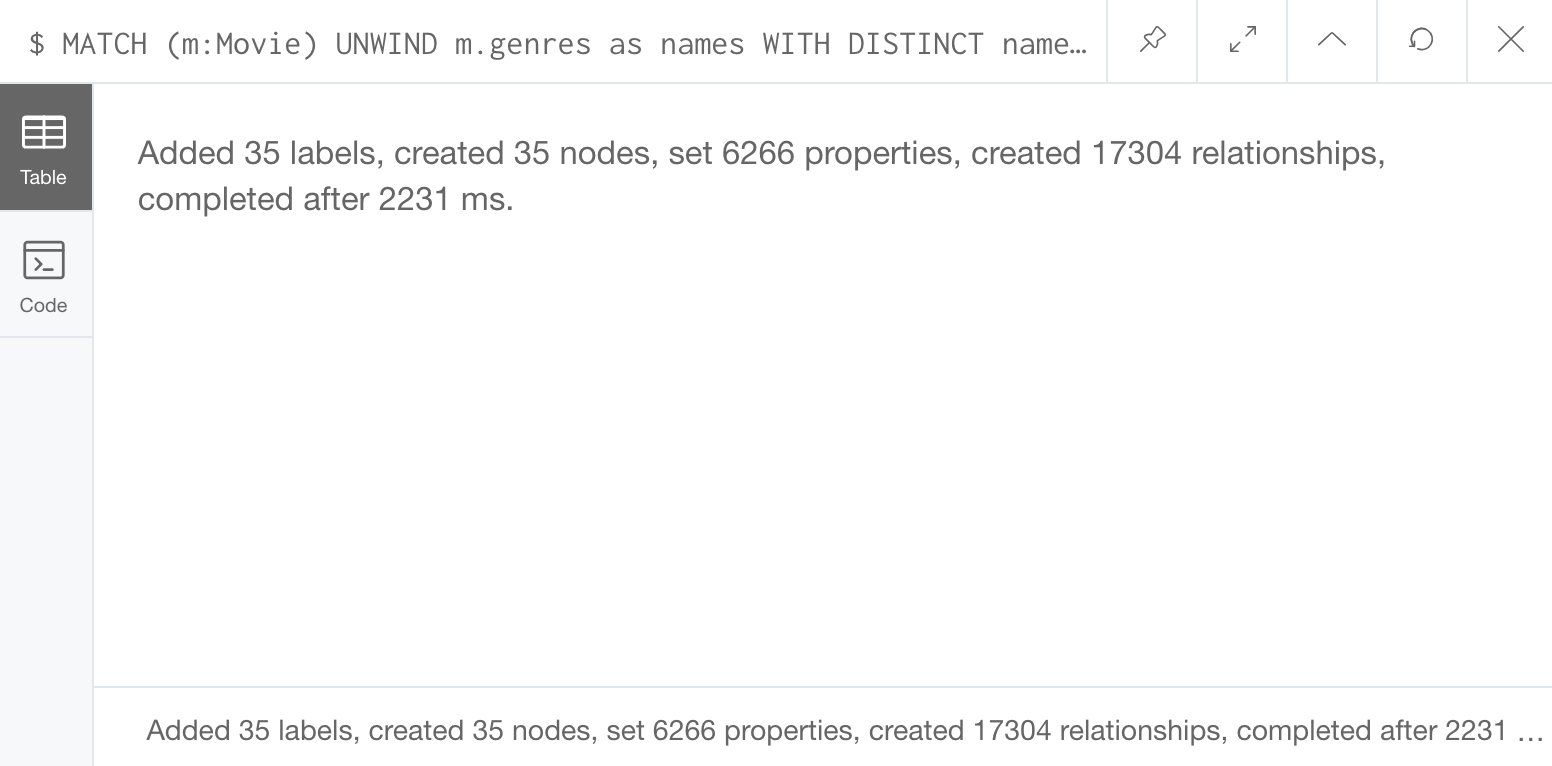 $ MATCH (m:Movie) UNWIND m.genres as names WITH DISTINCT name…
Table
Added 35 labels, created 35 nodes, set 6266 properties, created 17304 relationships,
completed after 2231 ms.
Code
Added 35 labels, created 35 nodes, set 6266 properties, created 17304 relationships, completed after 2231 …